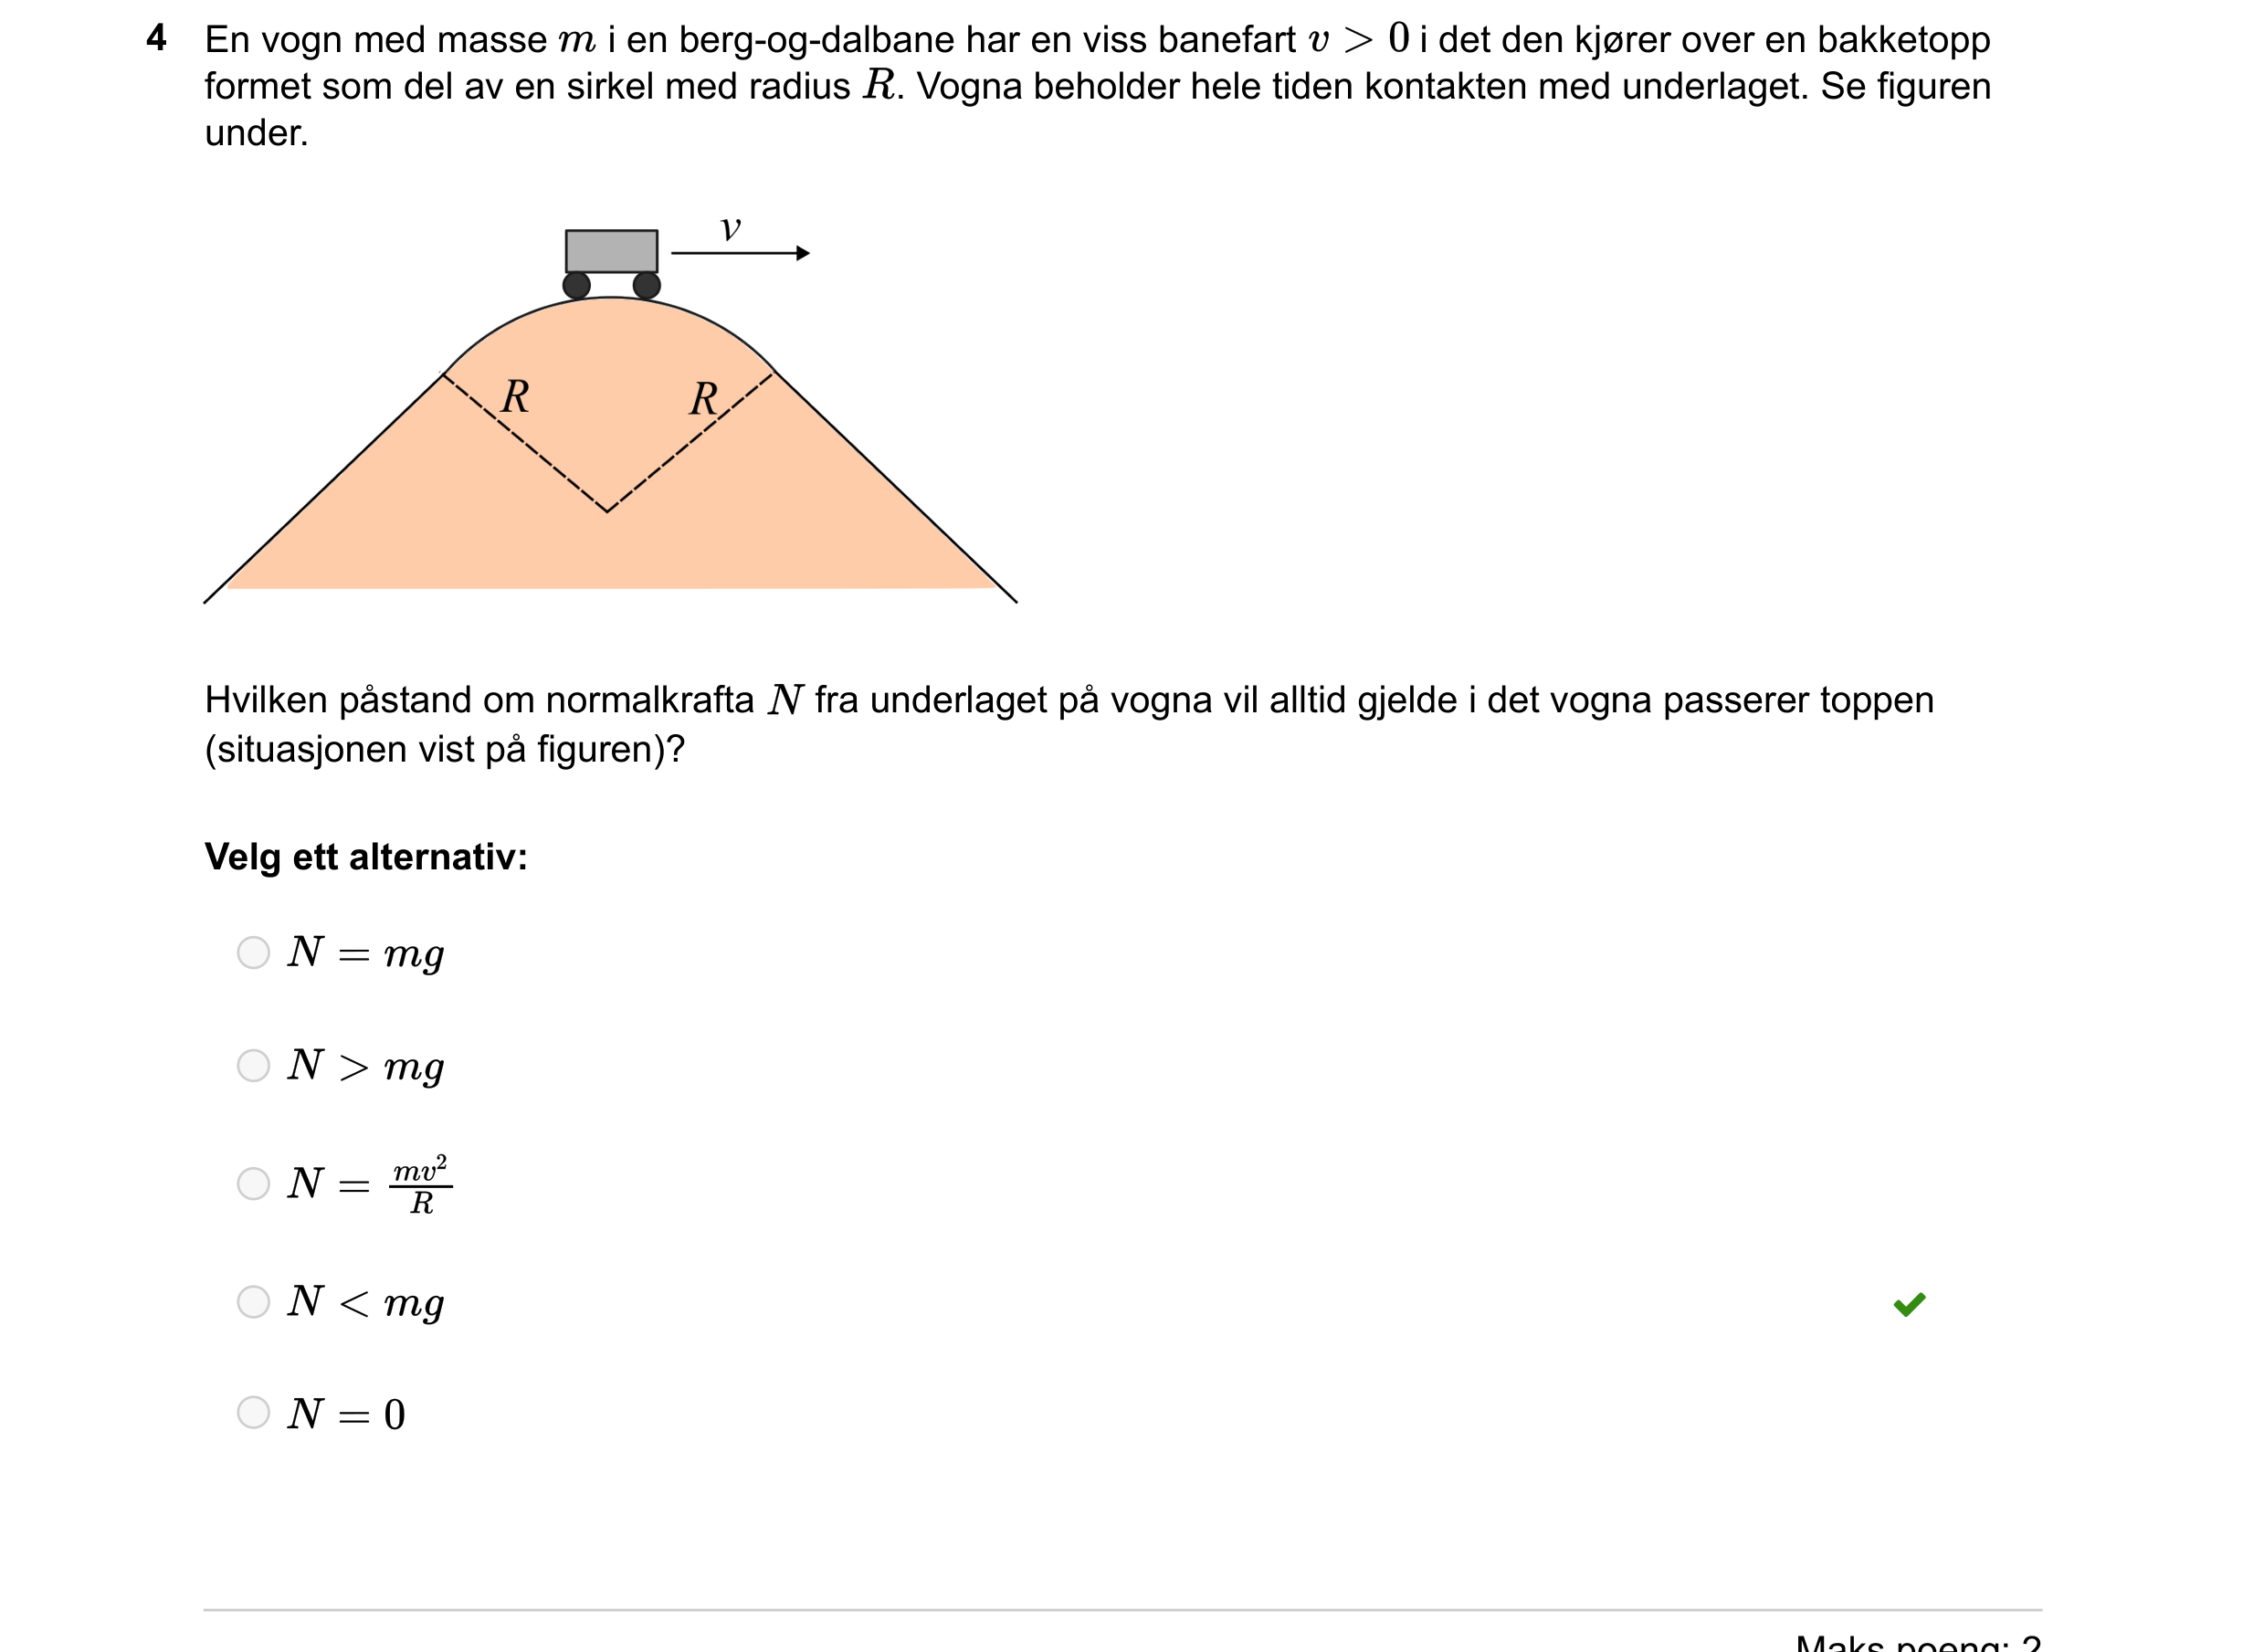 4 En vogn med masse m i en berg-og-dalbane har en viss banefart v > 0 i det den kjører over en bakketopp
formet som del av en sirkel med radius R. Vogna beholder hele tiden kontakten med underlaget. Se figuren
under.
v
R R
Hvilken påstand om normalkrafta N fra underlaget på vogna vil alltid gjelde i det vogna passerer toppen
(situasjonen vist på figuren)?
Velg ett alternativ:
N = mg
N > mg
N = mv²/R
N < mg
N = 0
Maks poeng: 2